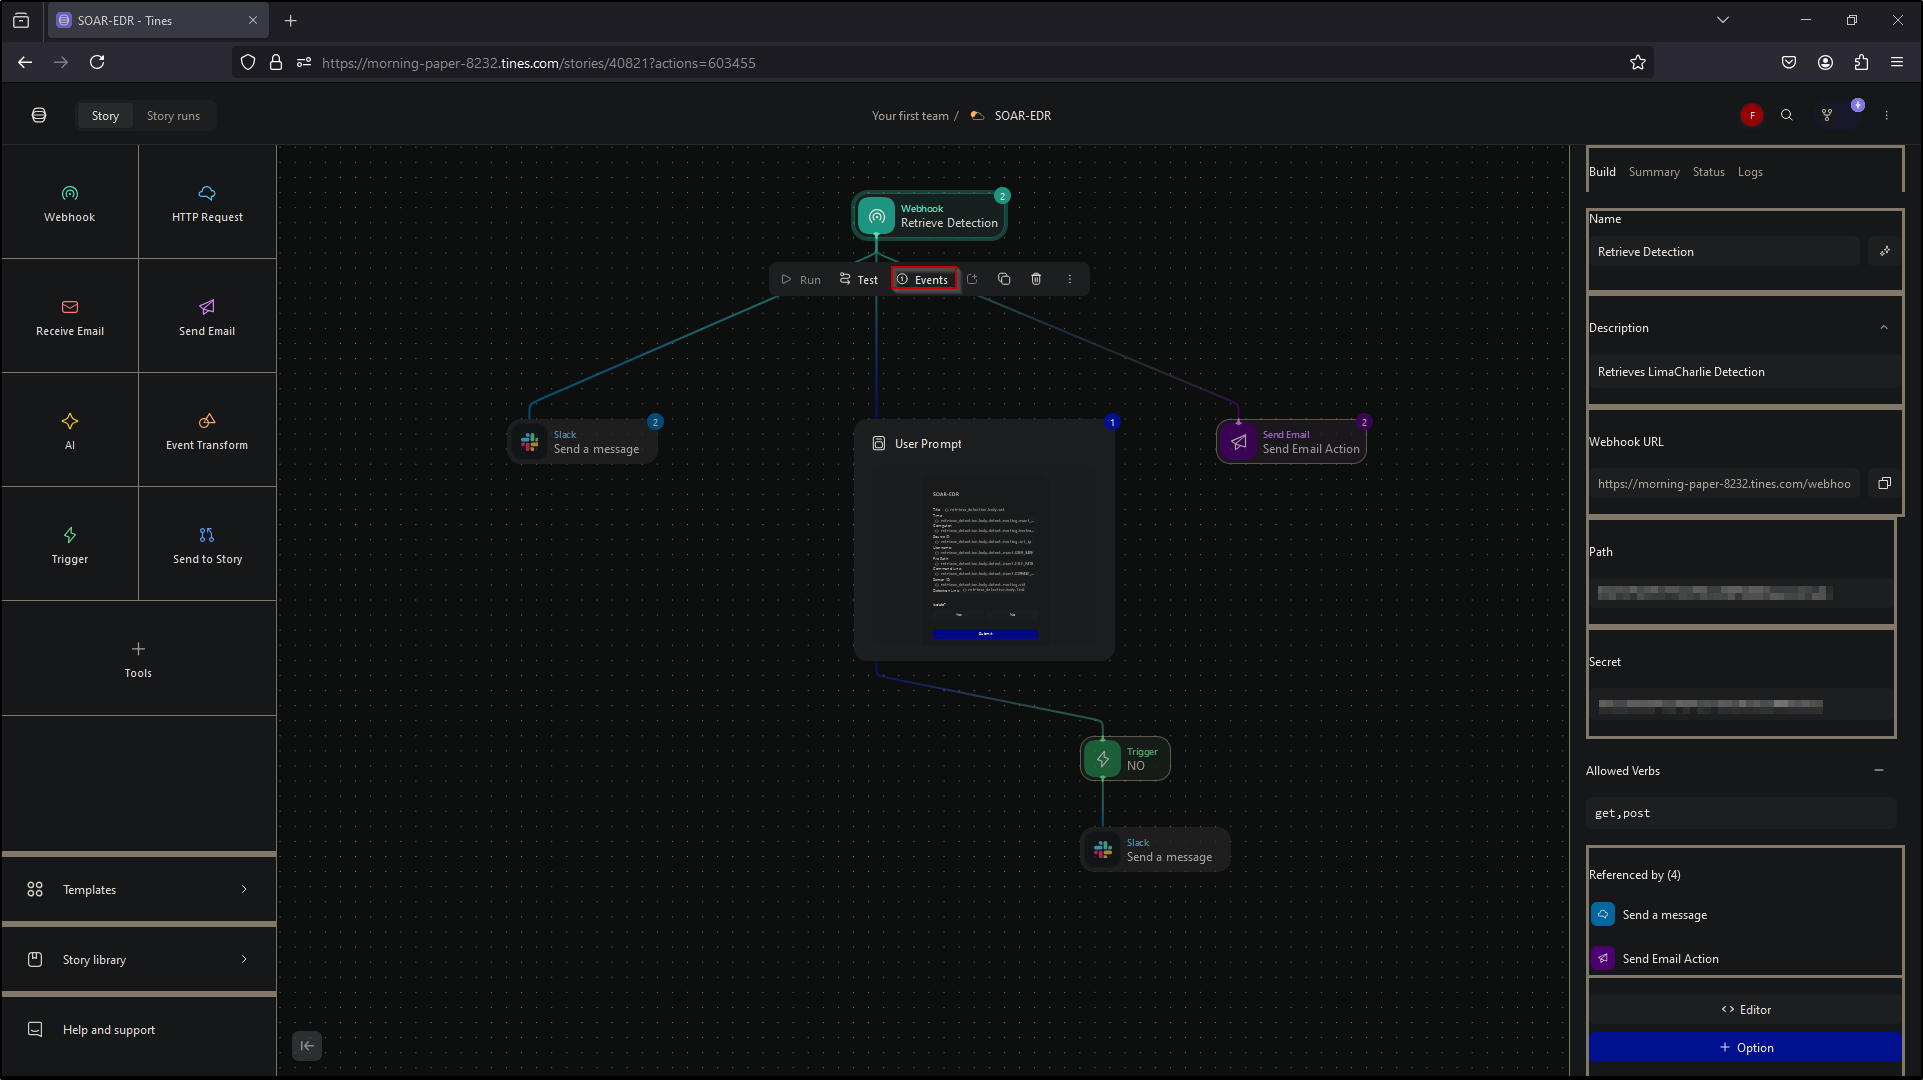 SOAR-EDR - Tines
https://morning-paper-8232.tines.com/stories/40821?actions=603455
Story
Story runs
Your first team /
SOAR-EDR
F
Webhook
HTTP Request
Receive Email
Send Email
AI
Event Transform
Trigger
Send to Story
Tools
Templates
Story library
Help and support
2
Webhook
Retrieve Detection
Run
Test
Events
2
Slack
Send a message
1
User Prompt
SOAR-EDR
Submit
2
Send Email
Send Email Action
Trigger
NO
Slack
Send a message
Build
Summary
Status
Logs
Name
Retrieve Detection
Description
Retrieves LimaCharlie Detection
Webhook URL
https://morning-paper-8232.tines.com/webhoo
Path
Secret
Allowed Verbs
get,post
Referenced by (4)
Send a message
Send Email Action
Editor
Option